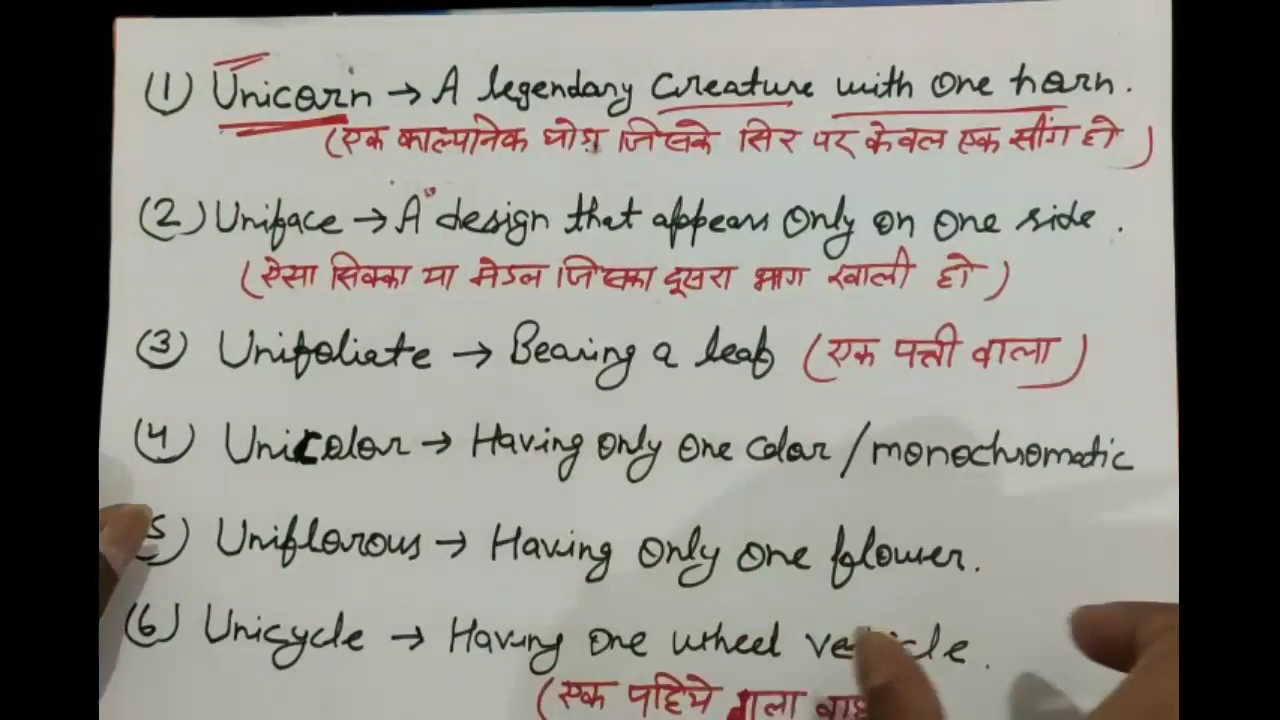 (1) Unicorn → A legendary Creature with One horn.
(एक काल्पनिक घोड़ा जिसके सिर पर केवल एक सींग हो)
(2) Uniface → A design that appears Only on One side.
(ऐसा सिक्का या मेडल जिसका दूसरा भाग खाली हो)
(3) Unifoliate → Bearing a leaf (एक पत्ती वाला)
(4) Unicolor → Having only one color / monochromatic
5) Uniflorous → Having Only One flower.
(6) Unicycle → Having One wheel vehicle.
(एक पहिये वाला